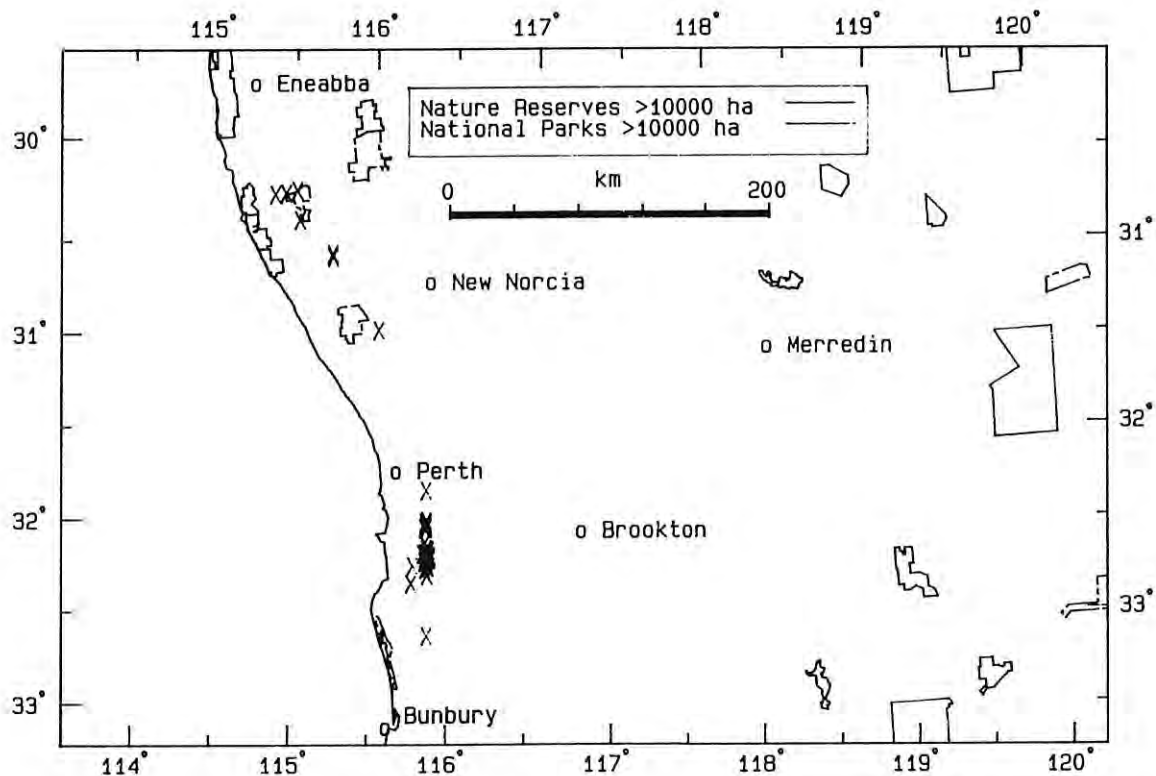 115° 116° 117° 118° 119° 120°
o Eneabba
Nature Reserves >10000 ha
National Parks >10000 ha
30°
0 km 200
31°
o New Norcia
31°
o Merredin
32°
o Perth
32°
o Brookton
33°
33°
Bunbury
114° 115° 116° 117° 118° 119° 120°